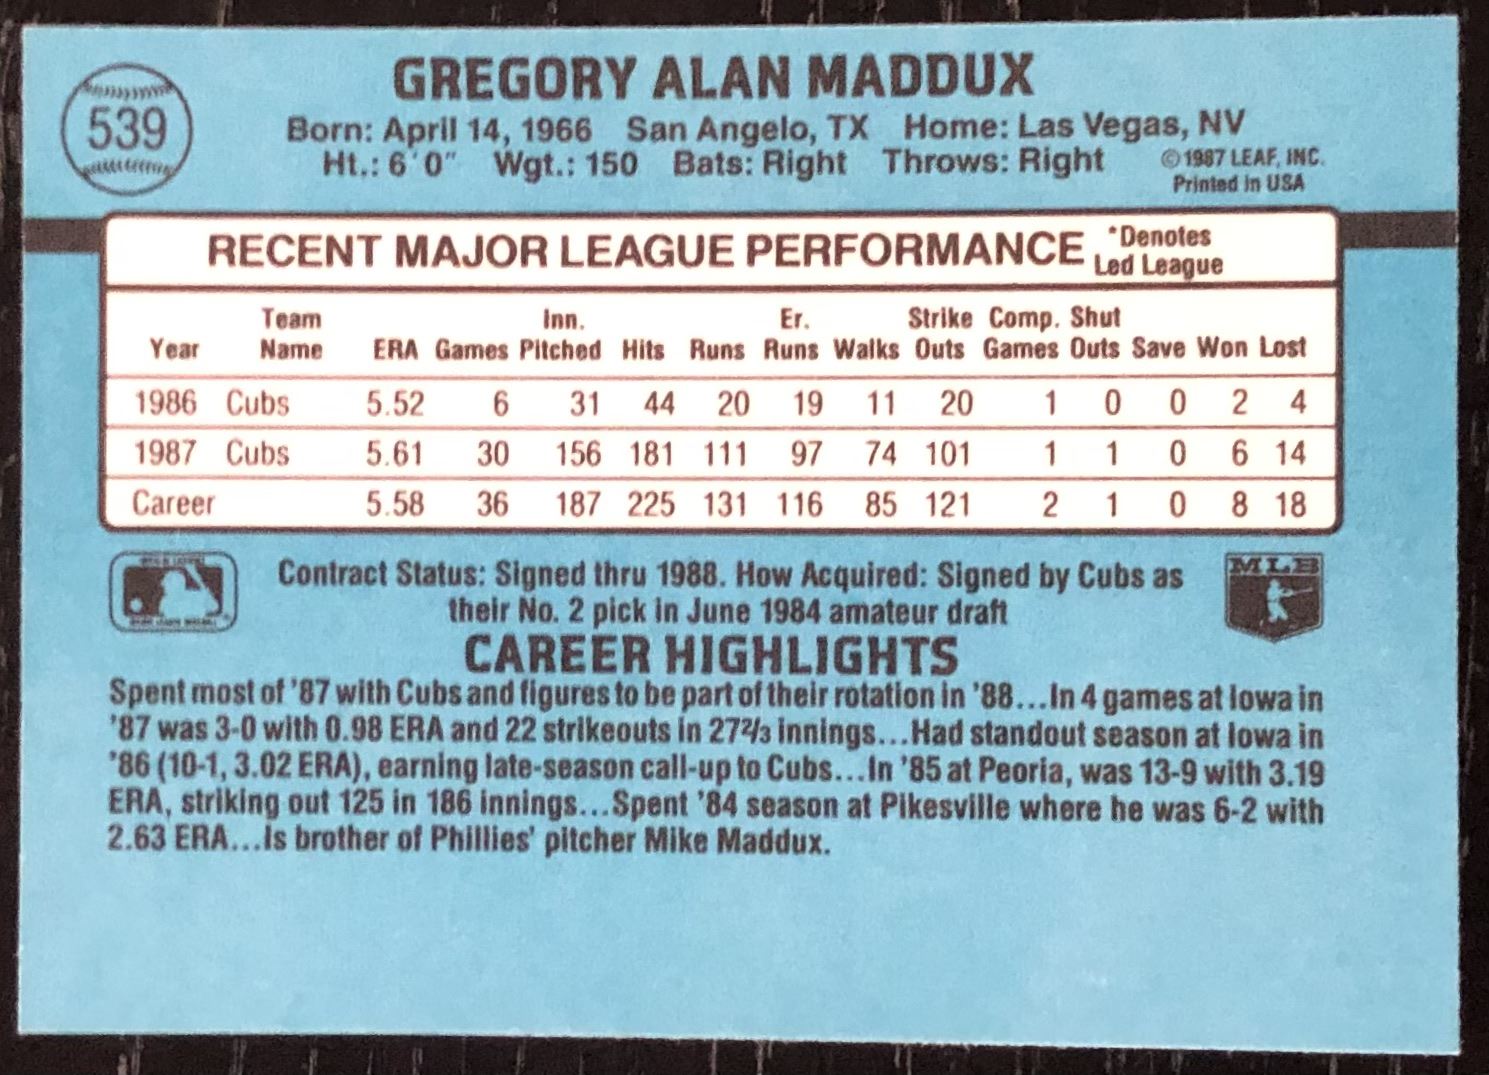 539
GREGORY ALAN MADDUX
Born: April 14, 1966 San Angelo, TX Home: Las Vegas, NV
Ht.: 6'0" Wgt.: 150 Bats: Right Throws: Right
©1987 LEAF, INC.
Printed in USA
RECENT MAJOR LEAGUE PERFORMANCE *Denotes
Led League
Team Inn. Er. Strike Comp. Shut
Year Name ERA Games Pitched Hits Runs Runs Walks Outs Games Outs Save Won Lost
1986 Cubs 5.52 6 31 44 20 19 11 20 1 0 0 2 4
1987 Cubs 5.61 30 156 181 111 97 74 101 1 1 0 6 14
Career 5.58 36 187 225 131 116 85 121 2 1 0 8 18
Contract Status: Signed thru 1988. How Acquired: Signed by Cubs as
their No. 2 pick in June 1984 amateur draft
MLB
CAREER HIGHLIGHTS
Spent most of '87 with Cubs and figures to be part of their rotation in '88...In 4 games at Iowa in
'87 was 3-0 with 0.98 ERA and 22 strikeouts in 27⅔ innings...Had standout season at Iowa in
'86 (10-1, 3.02 ERA), earning late-season call-up to Cubs...In '85 at Peoria, was 13-9 with 3.19
ERA, striking out 125 in 186 innings...Spent '84 season at Pikesville where he was 6-2 with
2.63 ERA...Is brother of Phillies' pitcher Mike Maddux.